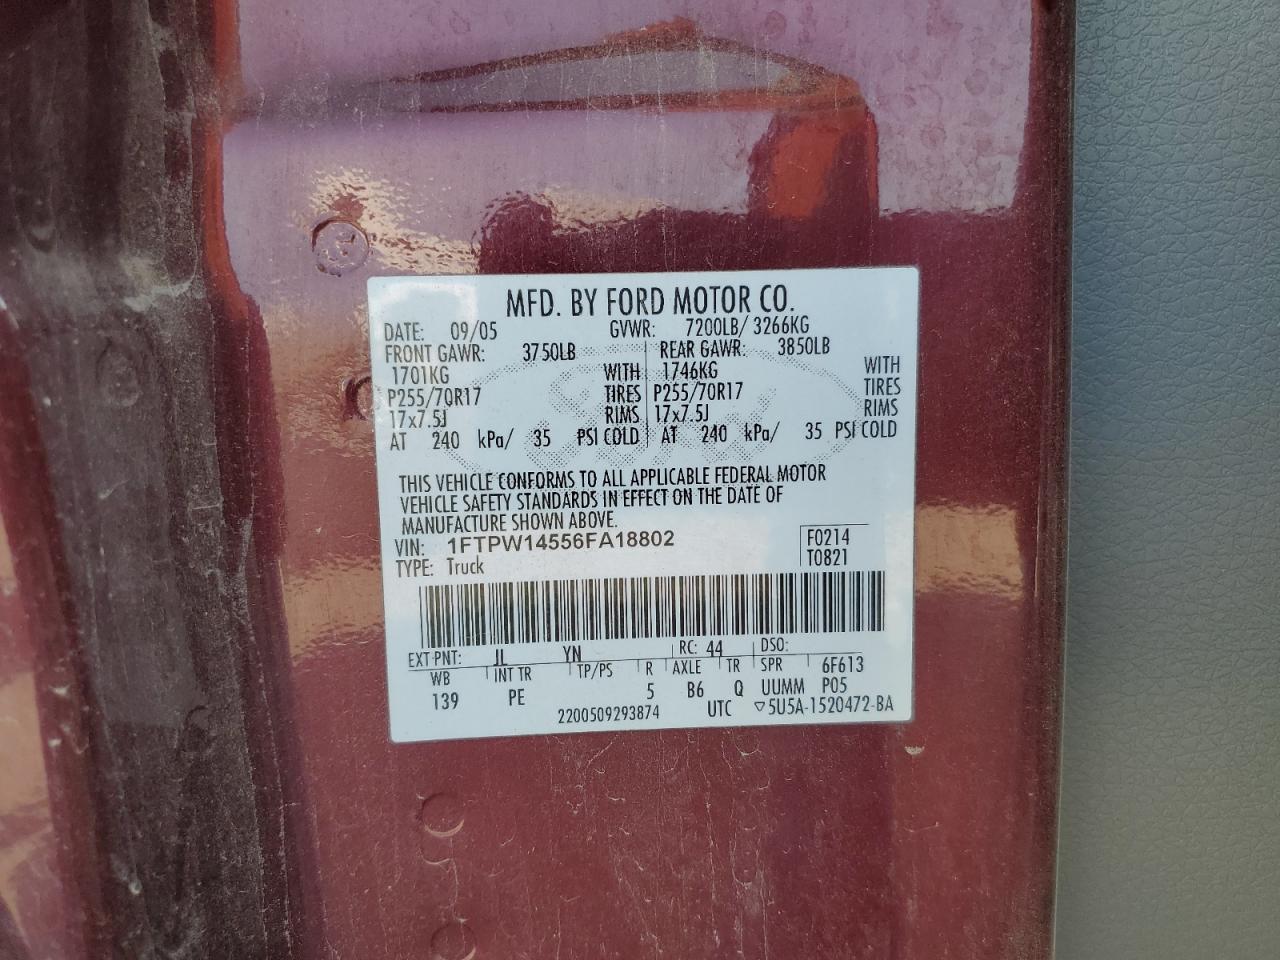 MFD. BY FORD MOTOR CO.
DATE: 09/05 GVWR: 7200LB/ 3266KG
FRONT GAWR: 3750LB REAR GAWR: 3850LB
1701KG WITH 1746KG WITH
P255/70R17 TIRES P255/70R17 TIRES
17x7.5J RIMS 17x7.5J RIMS
AT 240 kPa/ 35 PSI COLD AT 240 kPa/ 35 PSI COLD
THIS VEHICLE CONFORMS TO ALL APPLICABLE FEDERAL MOTOR
VEHICLE SAFETY STANDARDS IN EFFECT ON THE DATE OF
MANUFACTURE SHOWN ABOVE.
VIN: 1FTPW14556FA18802 F0214
TYPE: Truck T0821
EXT PNT: JL YN RC: 44 DSO:
WB INT TR TP/PS R AXLE TR SPR 6F613
139 PE 5 B6 Q UUMM P05
2200509293874 UTC ▽5U5A-1520472-BA